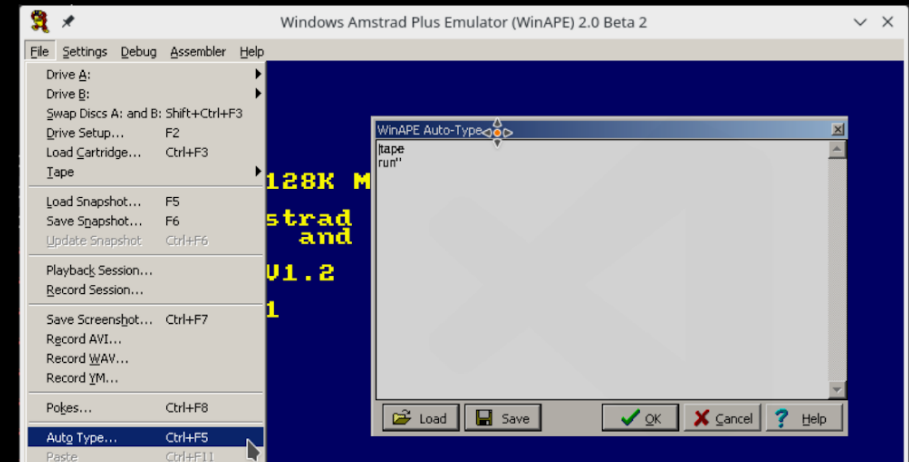 Windows Amstrad Plus Emulator (WinAPE) 2.0 Beta 2
File Settings Debug Assembler Help
Drive A:
Drive B:
Swap Discs A: and B: Shift+Ctrl+F3
Drive Setup... F2
Load Cartridge... Ctrl+F3
Tape
Load Snapshot... F5
Save Snapshot... F6
Update Snapshot Ctrl+F6
Playback Session...
Record Session...
Save Screenshot... Ctrl+F7
Record AVI...
Record WAV...
Record YM...
Pokes... Ctrl+F8
Auto Type... Ctrl+F5
Paste Ctrl+F11
128K M
strad
and
V1.2
1
WinAPE Auto-Type
|tape
run"
Load Save OK Cancel Help